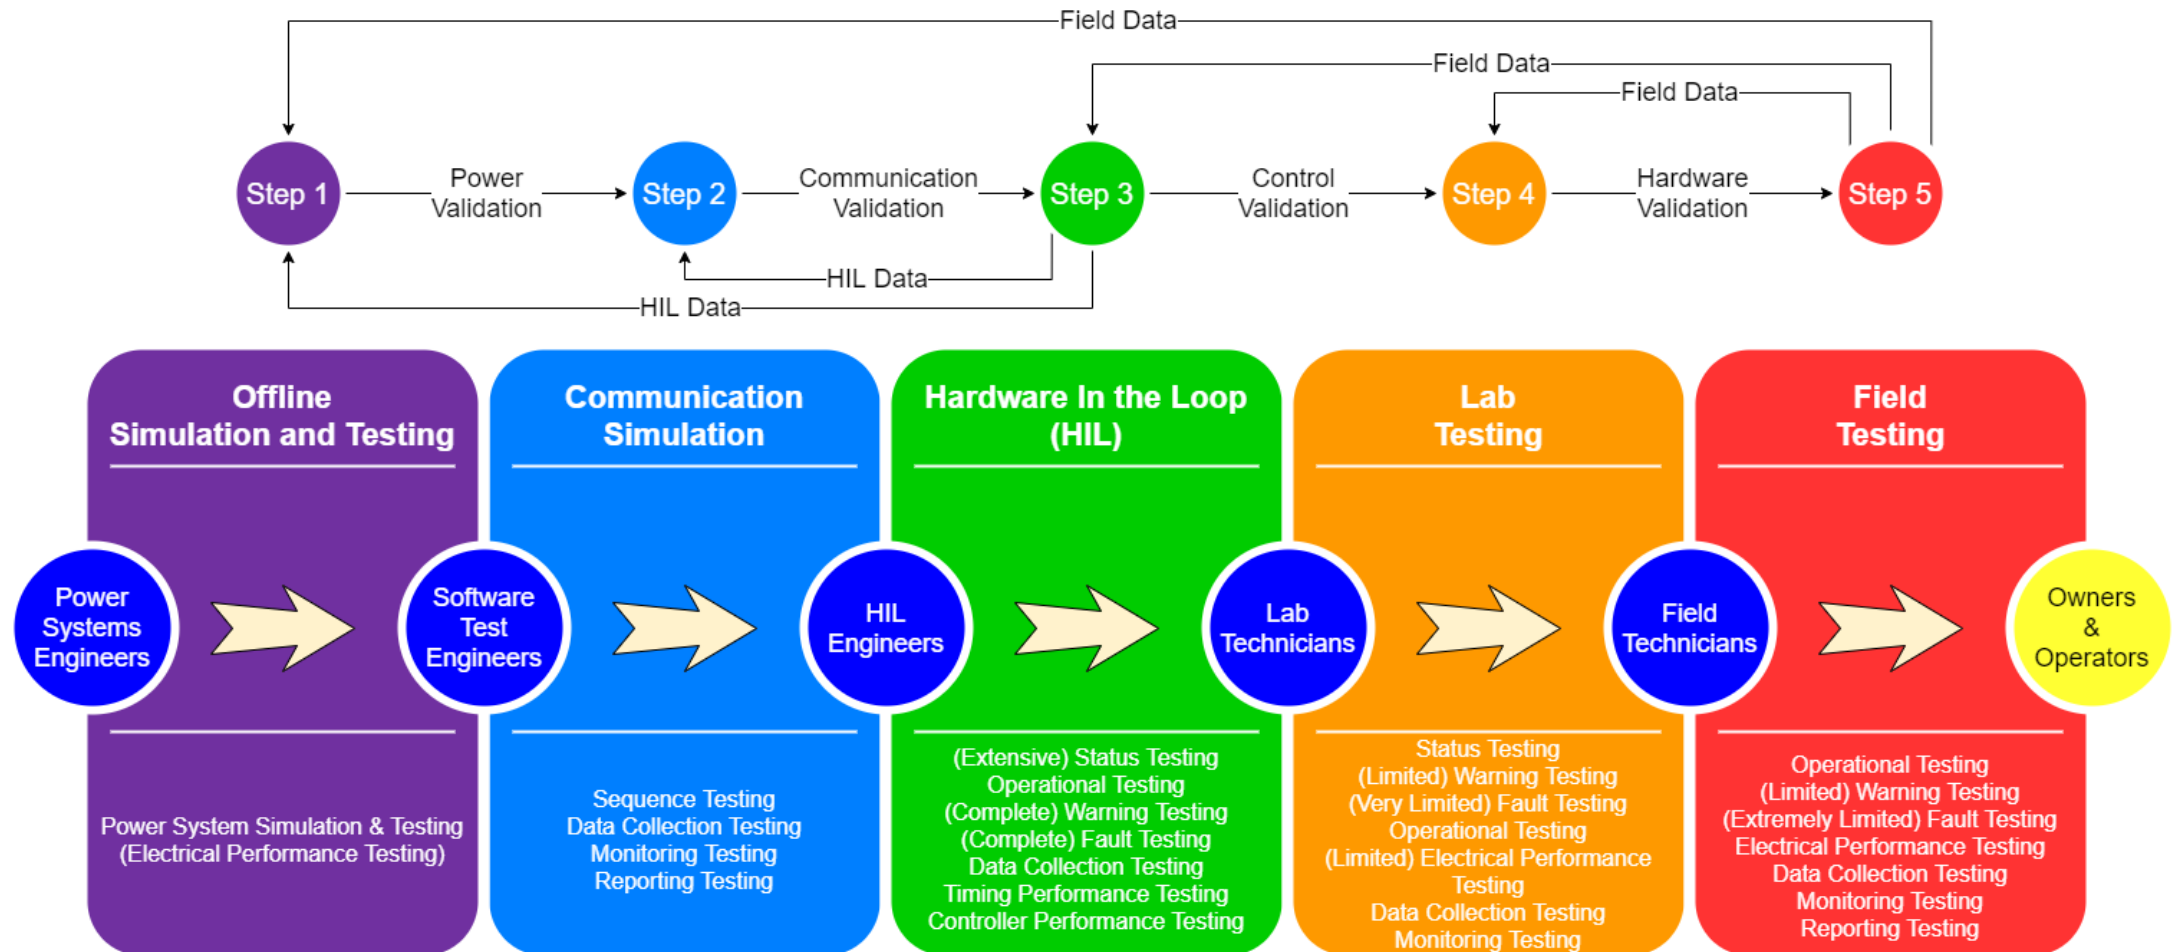 Field Data
Field Data
Field Data
Step 1
Power
Validation
Step 2
Communication
Validation
Step 3
Control
Validation
Step 4
Hardware
Validation
Step 5
HIL Data
HIL Data
Offline
Simulation and Testing
Power
Systems
Engineers
Power System Simulation & Testing
(Electrical Performance Testing)
Communication
Simulation
Software
Test
Engineers
Sequence Testing
Data Collection Testing
Monitoring Testing
Reporting Testing
Hardware In the Loop
(HIL)
HIL
Engineers
(Extensive) Status Testing
Operational Testing
(Complete) Warning Testing
(Complete) Fault Testing
Data Collection Testing
Timing Performance Testing
Controller Performance Testing
Lab
Testing
Lab
Technicians
Status Testing
(Limited) Warning Testing
(Very Limited) Fault Testing
Operational Testing
(Limited) Electrical Performance
Testing
Data Collection Testing
Monitoring Testing
Field
Testing
Field
Technicians
Operational Testing
(Limited) Warning Testing
(Extremely Limited) Fault Testing
Electrical Performance Testing
Data Collection Testing
Monitoring Testing
Reporting Testing
Owners
&
Operators